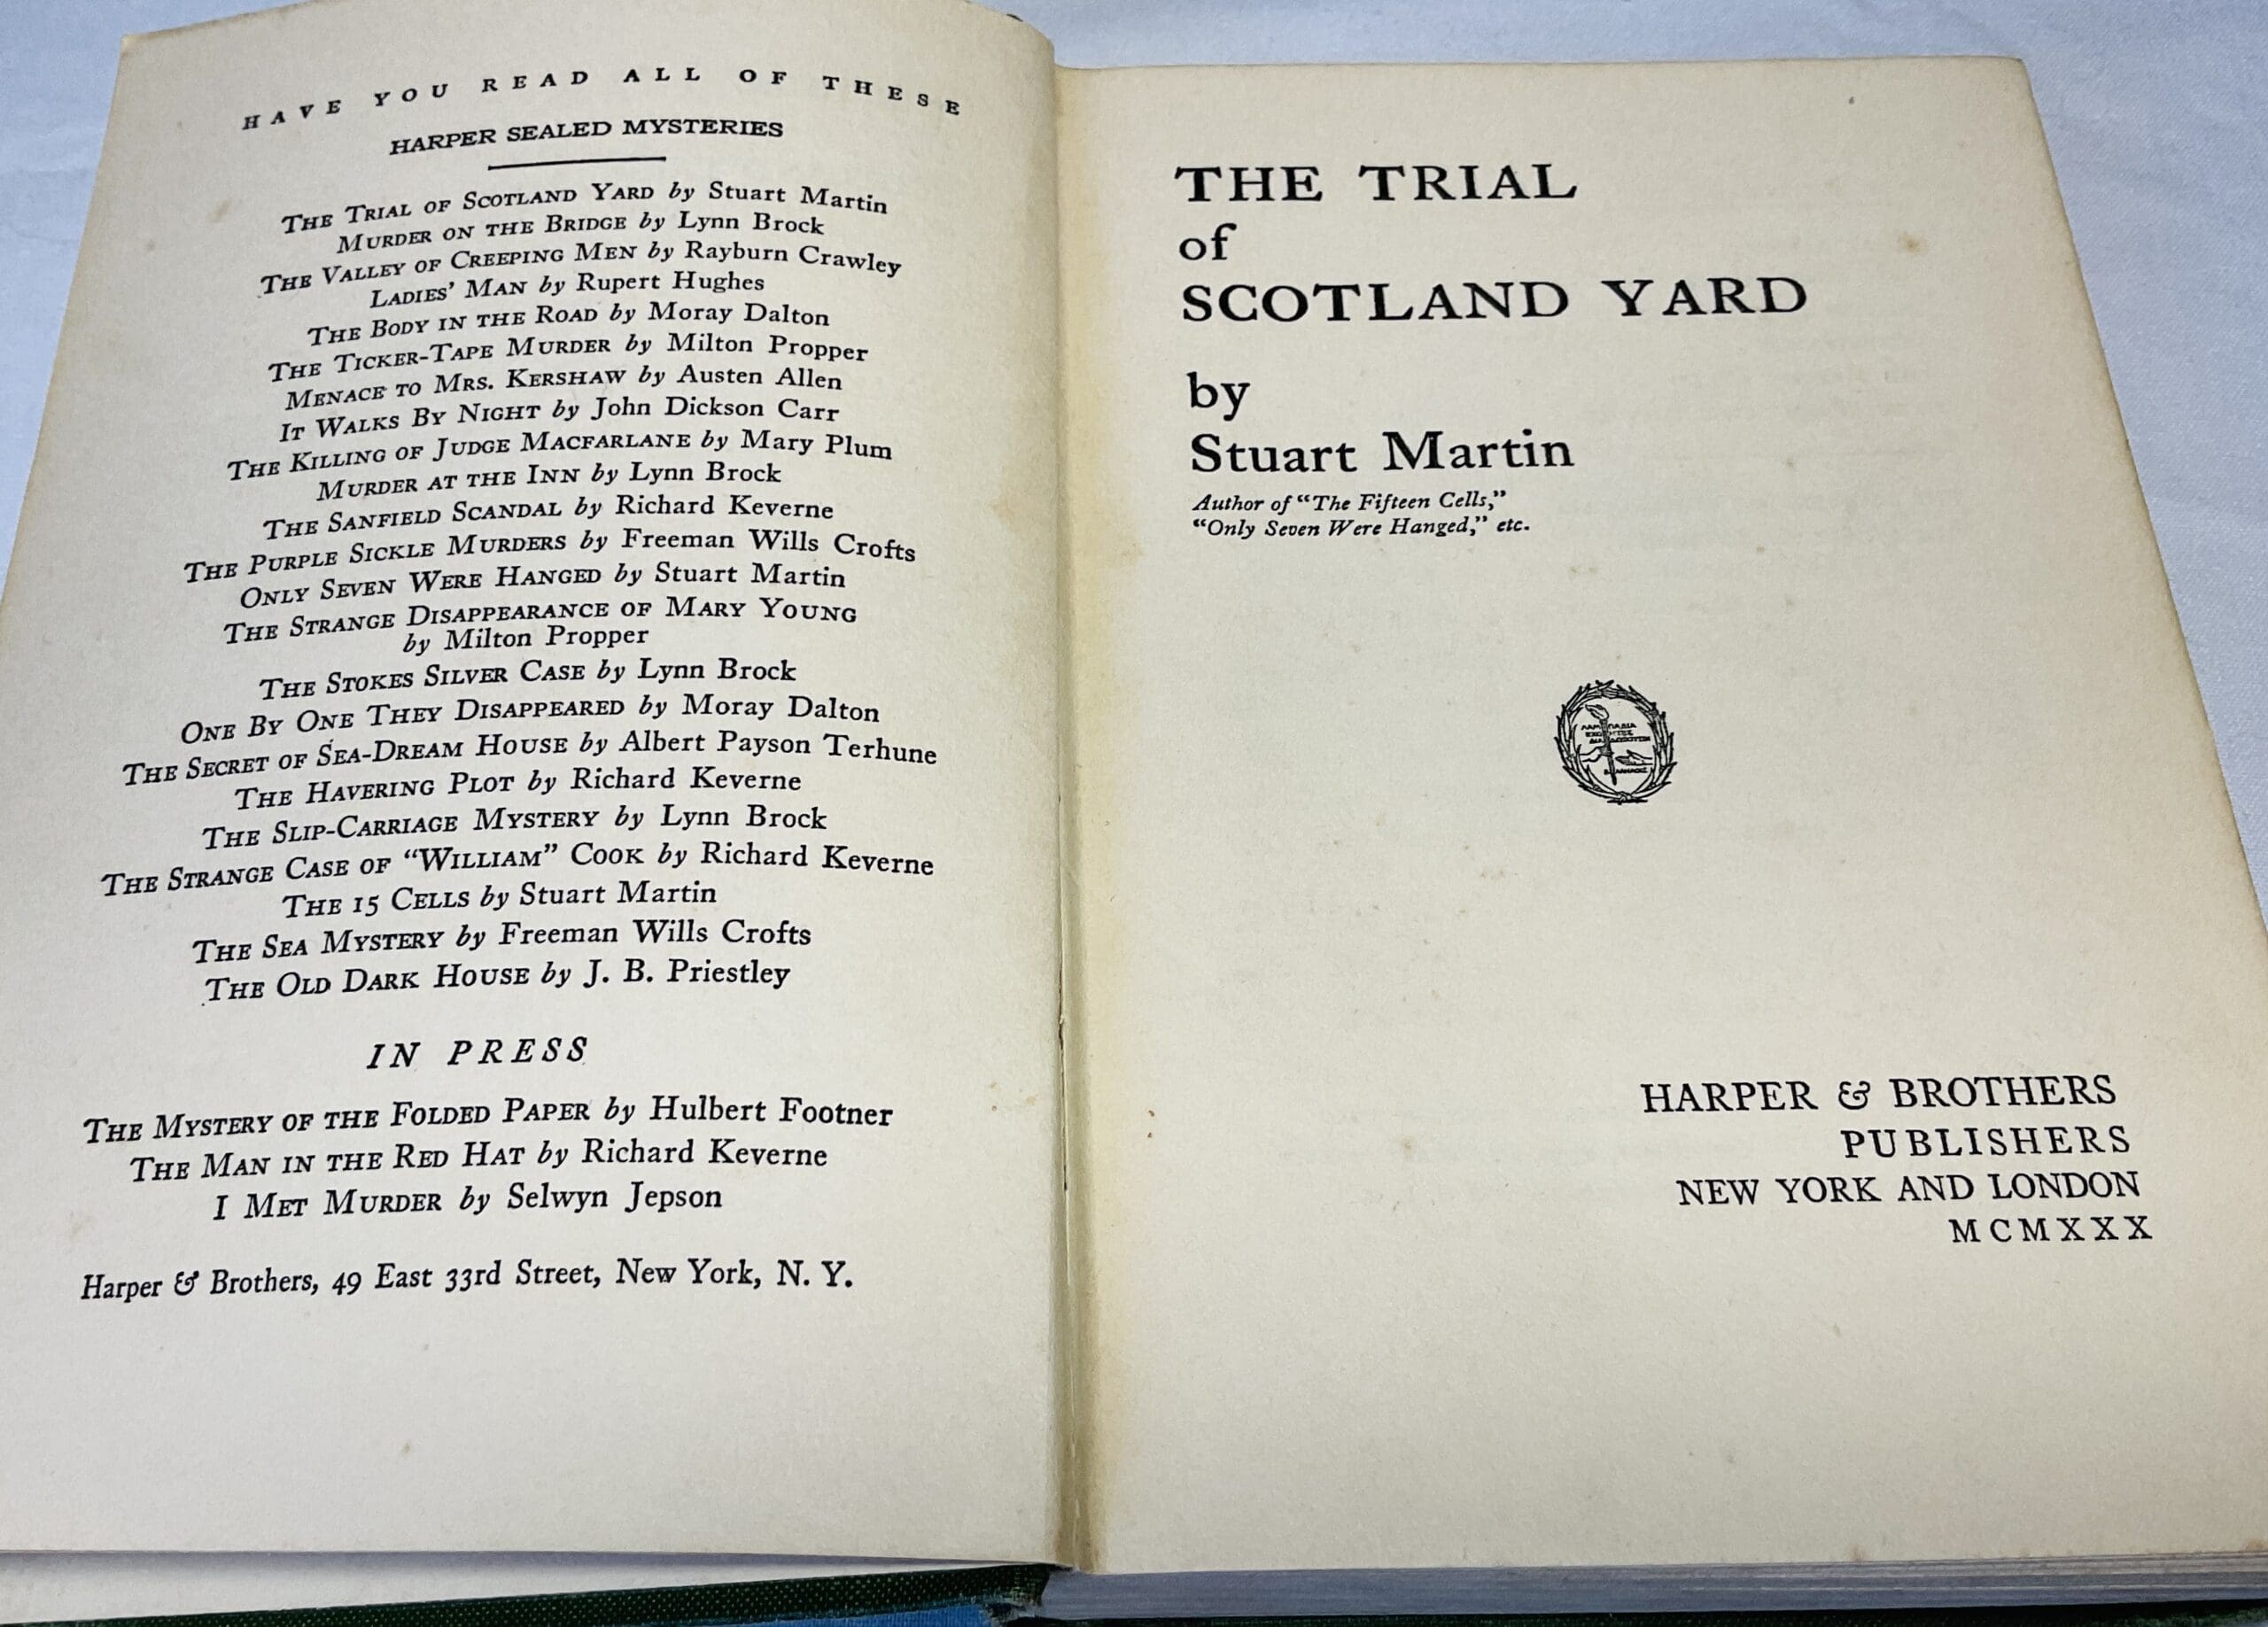 HAVE YOU READ ALL OF THESE
HARPER SEALED MYSTERIES
THE TRIAL OF SCOTLAND YARD by Stuart Martin
MURDER ON THE BRIDGE by Lynn Brock
THE VALLEY OF CREEPING MEN by Rayburn Crawley
LADIES' MAN by Rupert Hughes
THE BODY IN THE ROAD by Moray Dalton
THE TICKER-TAPE MURDER by Milton Propper
MENACE TO MRS. KERSHAW by Austen Allen
IT WALKS BY NIGHT by John Dickson Carr
THE KILLING OF JUDGE MACFARLANE by Mary Plum
MURDER AT THE INN by Lynn Brock
THE SANFIELD SCANDAL by Richard Keverne
THE PURPLE SICKLE MURDERS by Freeman Wills Crofts
ONLY SEVEN WERE HANGED by Stuart Martin
THE STRANGE DISAPPEARANCE OF MARY YOUNG
by Milton Propper
THE STOKES SILVER CASE by Lynn Brock
ONE BY ONE THEY DISAPPEARED by Moray Dalton
THE SECRET OF SEA-DREAM HOUSE by Albert Payson Terhune
THE HAVERING PLOT by Richard Keverne
THE SLIP-CARRIAGE MYSTERY by Lynn Brock
THE STRANGE CASE OF "WILLIAM" COOK by Richard Keverne
THE 15 CELLS by Stuart Martin
THE SEA MYSTERY by Freeman Wills Crofts
THE OLD DARK HOUSE by J. B. Priestley
IN PRESS
THE MYSTERY OF THE FOLDED PAPER by Hulbert Footner
THE MAN IN THE RED HAT by Richard Keverne
I MET MURDER by Selwyn Jepson
Harper & Brothers, 49 East 33rd Street, New York, N. Y.
THE TRIAL
of
SCOTLAND YARD
by
Stuart Martin
Author of "The Fifteen Cells,"
"Only Seven Were Hanged," etc.
HARPER & BROTHERS
PUBLISHERS
NEW YORK AND LONDON
MCMXXX